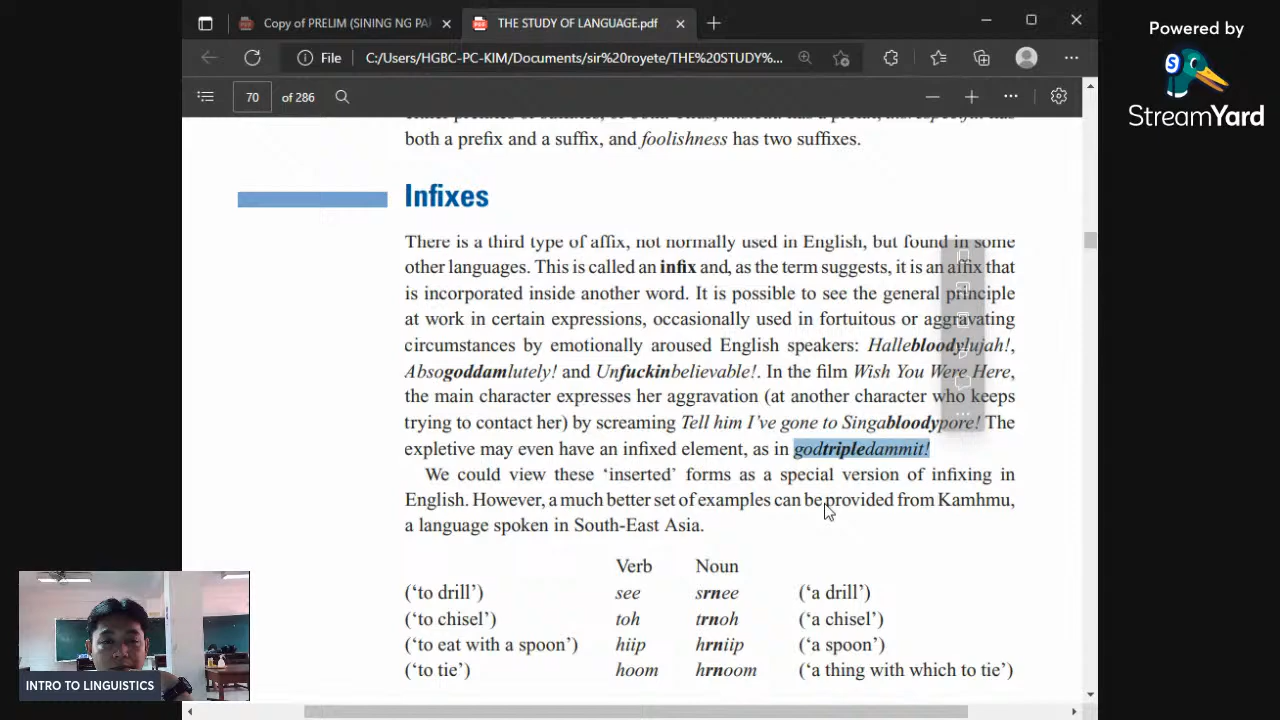 Copy of PRELIM (SINING NG PA
THE STUDY OF LANGUAGE.pdf
Powered by
StreamYard
File
C:/Users/HGBC-PC-KIM/Documents/sir%20royete/THE%20STUDY%...
70 of 286
both a prefix and a suffix, and foolishness has two suffixes.
Infixes
There is a third type of affix, not normally used in English, but found in some
other languages. This is called an infix and, as the term suggests, it is an affix that
is incorporated inside another word. It is possible to see the general principle
at work in certain expressions, occasionally used in fortuitous or aggravating
circumstances by emotionally aroused English speakers: Hallebloodylujah!,
Absogoddamlutely! and Unfuckinbelievable!. In the film Wish You Were Here,
the main character expresses her aggravation (at another character who keeps
trying to contact her) by screaming Tell him I've gone to Singabloodypore! The
expletive may even have an infixed element, as in godtripledammit!
We could view these ‘inserted’ forms as a special version of infixing in
English. However, a much better set of examples can be provided from Kamhmu,
a language spoken in South-East Asia.
Verb Noun
(‘to drill’) see srnee (‘a drill’)
(‘to chisel’) toh trnoh (‘a chisel’)
(‘to eat with a spoon’) hiip hrniip (‘a spoon’)
(‘to tie’) hoom hrnoom (‘a thing with which to tie’)
INTRO TO LINGUISTICS